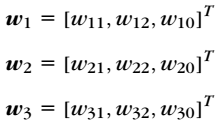 w₁ = [w₁₁, w₁₂, w₁₀]ᵀ
w₂ = [w₂₁, w₂₂, w₂₀]ᵀ
w₃ = [w₃₁, w₃₂, w₃₀]ᵀ